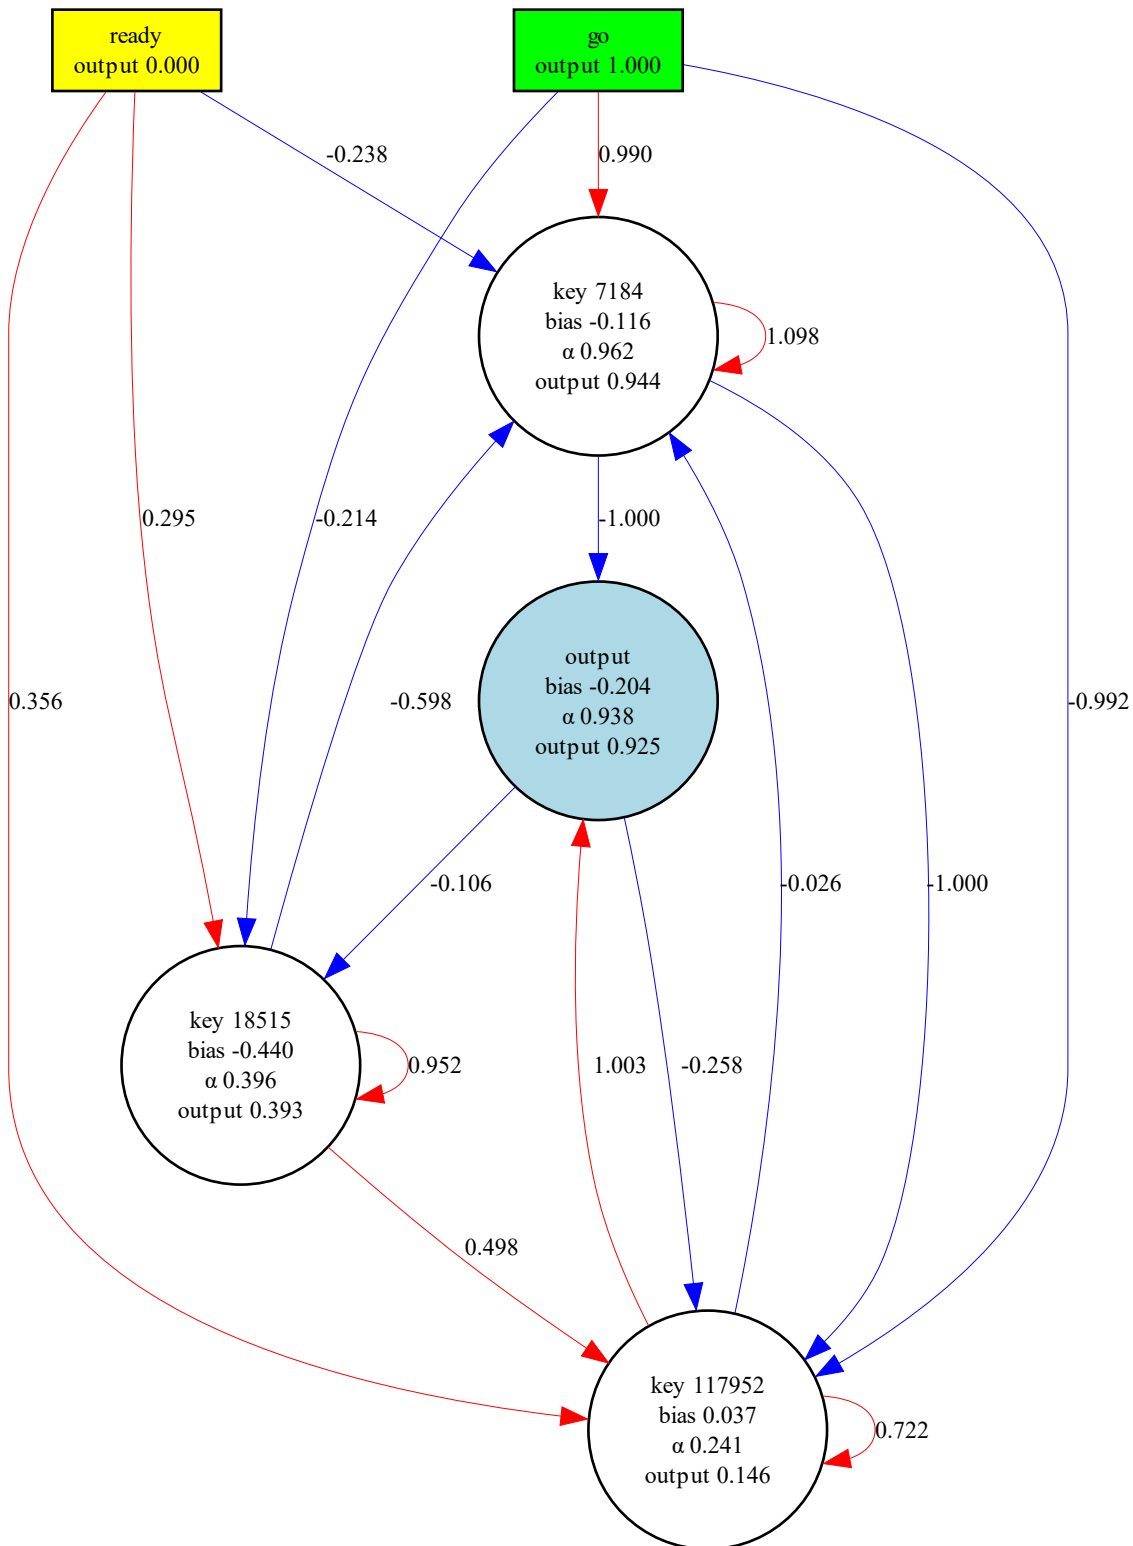 ready
output 0.000
go
output 1.000
-0.238
0.990
key 7184
bias -0.116
α 0.962
output 0.944
1.098
0.295
-0.214
-1.000
output
bias -0.204
α 0.938
output 0.925
0.356
-0.598
-0.992
-0.106
-0.026
-1.000
key 18515
bias -0.440
α 0.396
output 0.393
0.952
1.003
-0.258
0.498
key 117952
bias 0.037
α 0.241
output 0.146
0.722